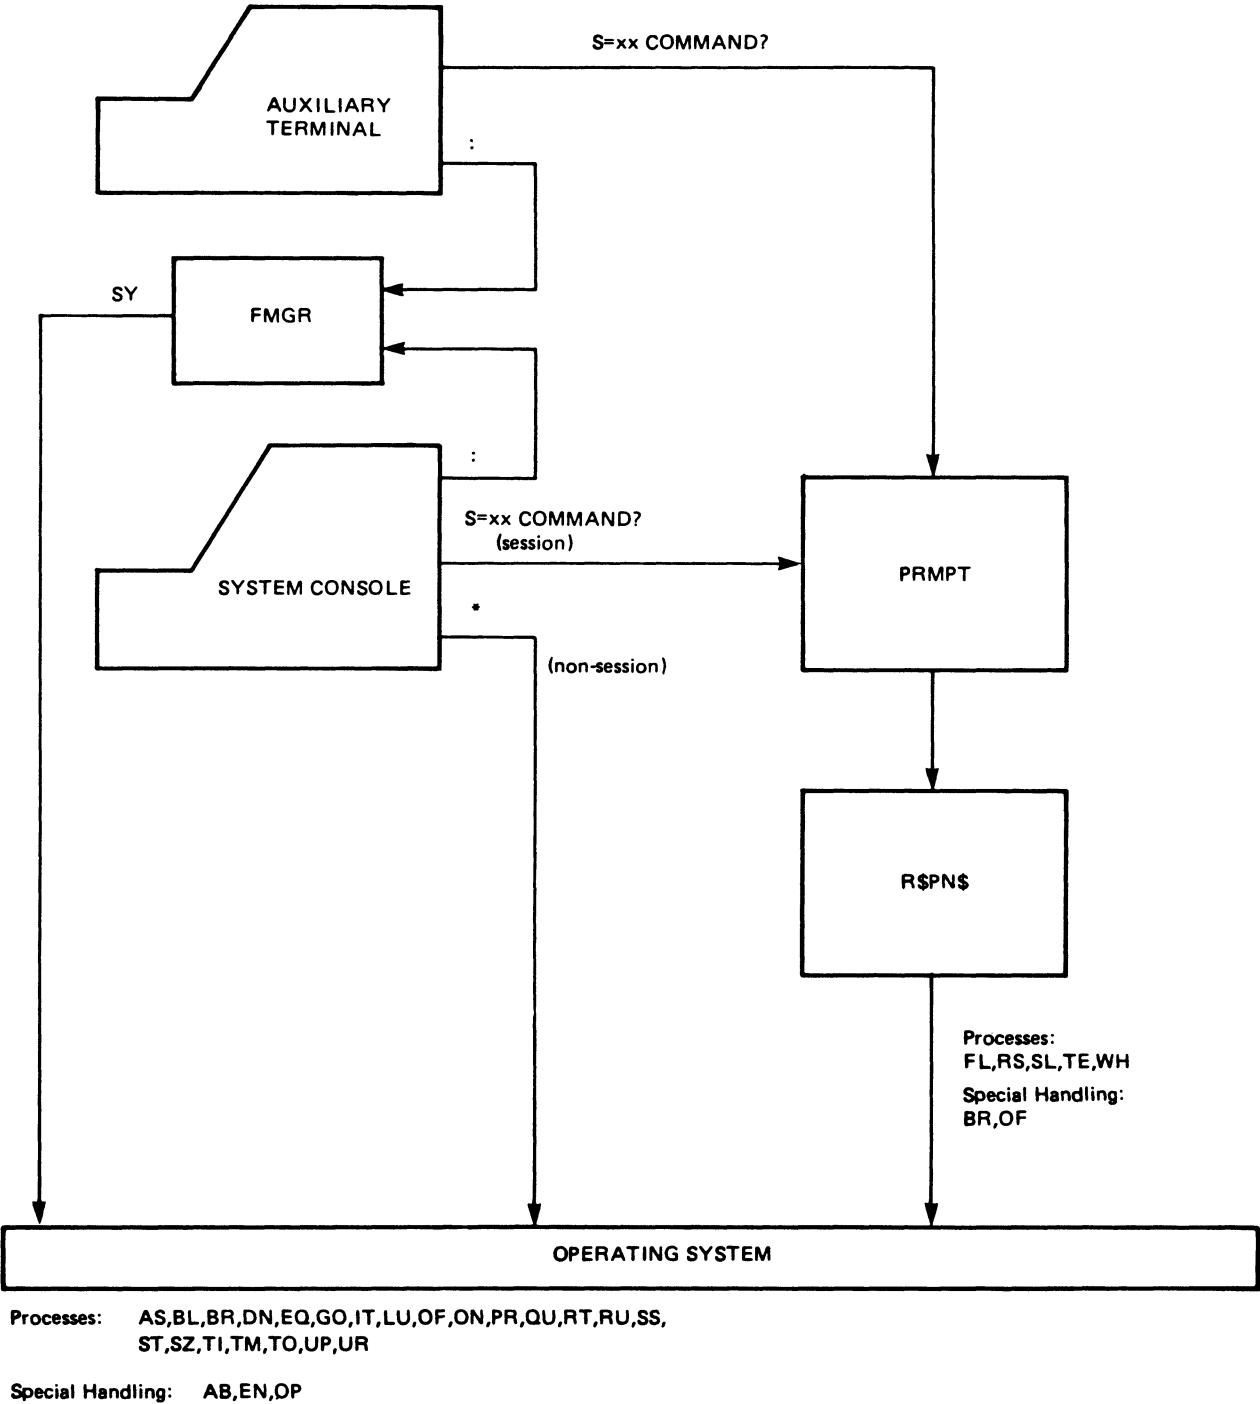 S=xx COMMAND?
AUXILIARY
TERMINAL
:
SY
FMGR
:
S=xx COMMAND?
(session)
SYSTEM CONSOLE
*
(non-session)
PRMPT
R$PN$
Processes:
FL,RS,SL,TE,WH
Special Handling:
BR,OF
OPERATING SYSTEM
Processes: AS,BL,BR,DN,EQ,GO,IT,LU,OF,ON,PR,QU,RT,RU,SS,
ST,SZ,TI,TM,TO,UP,UR
Special Handling: AB,EN,OP